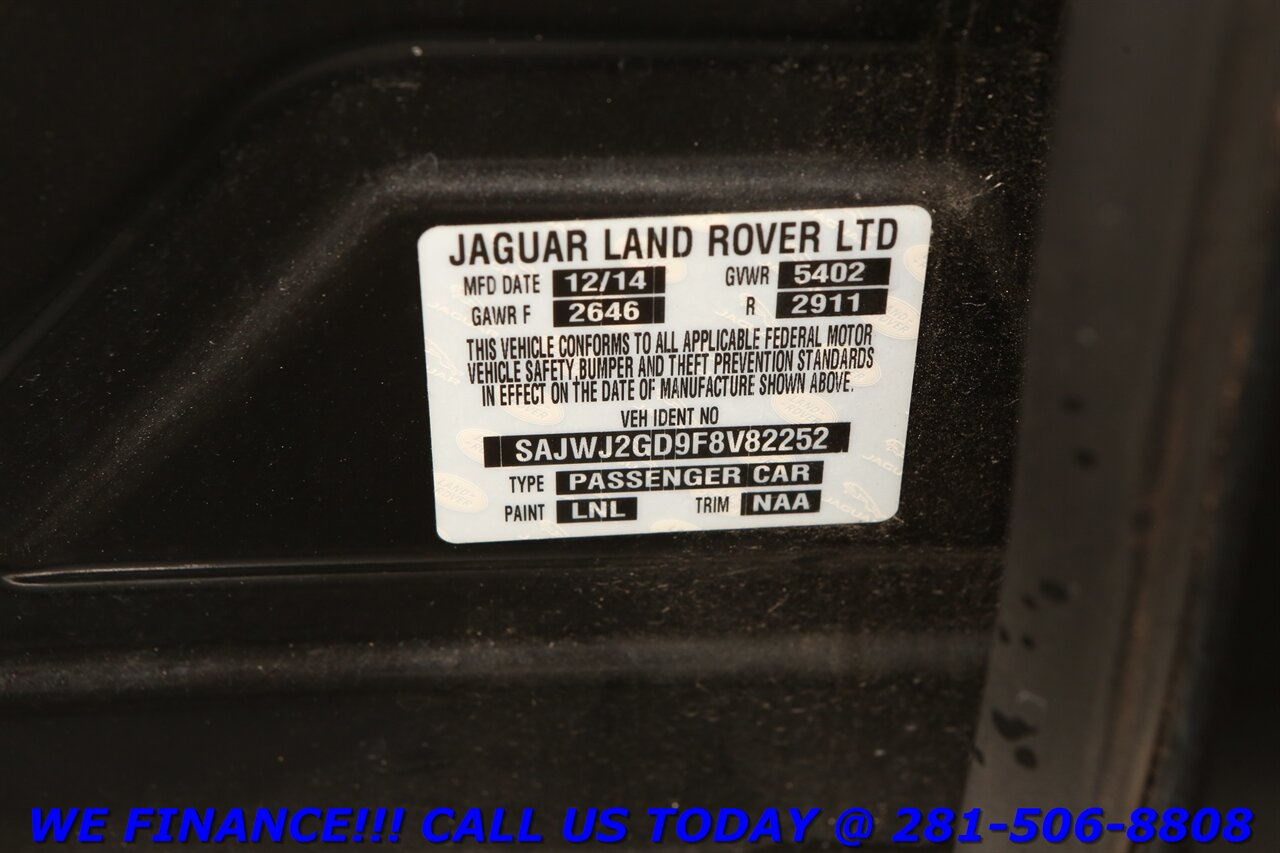 JAGUAR LAND ROVER LTD
MFD DATE 12/14 GVWR 5402
GAWR F 2646 R 2911
THIS VEHICLE CONFORMS TO ALL APPLICABLE FEDERAL MOTOR
VEHICLE SAFETY,BUMPER AND THEFT PREVENTION STANDARDS
IN EFFECT ON THE DATE OF MANUFACTURE SHOWN ABOVE.
VEH IDENT NO
SAJWJ2GD9F8V82252
TYPE PASSENGER CAR
PAINT LNL TRIM NAA
WE FINANCE!!! CALL US TODAY @ 281-506-8808